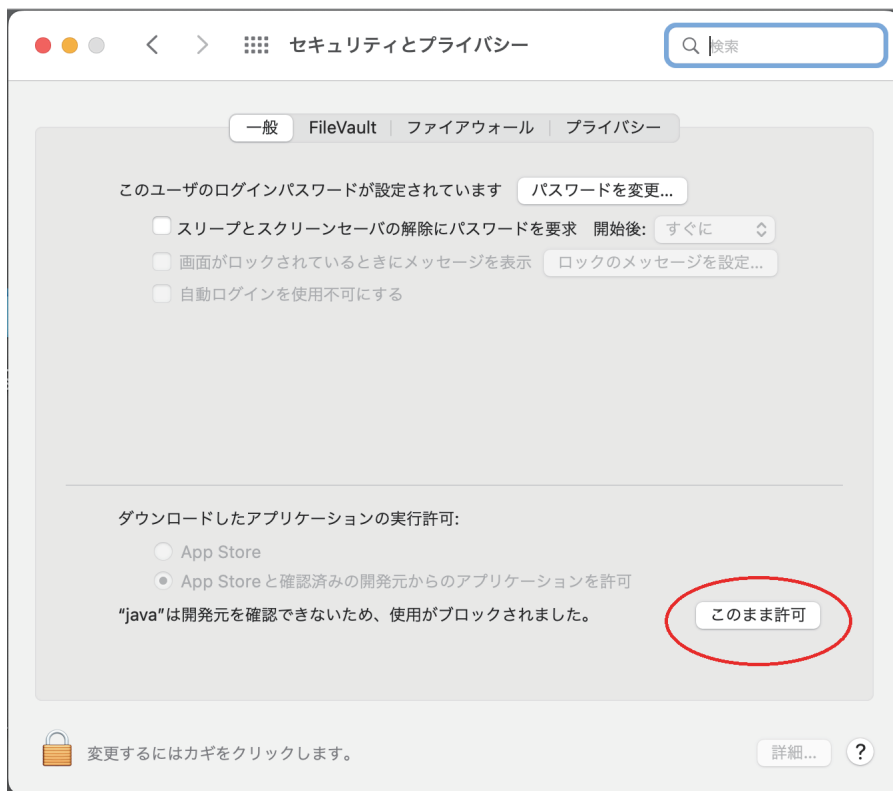 セキュリティとプライバシー
検索
一般 FileVault ファイアウォール プライバシー
このユーザのログインパスワードが設定されています パスワードを変更...
スリープとスクリーンセーバの解除にパスワードを要求 開始後: すぐに
画面がロックされているときにメッセージを表示 ロックのメッセージを設定...
自動ログインを使用不可にする
ダウンロードしたアプリケーションの実行許可:
App Store
App Storeと確認済みの開発元からのアプリケーションを許可
“java”は開発元を確認できないため、使用がブロックされました。 このまま許可
変更するにはカギをクリックします。 詳細... ?